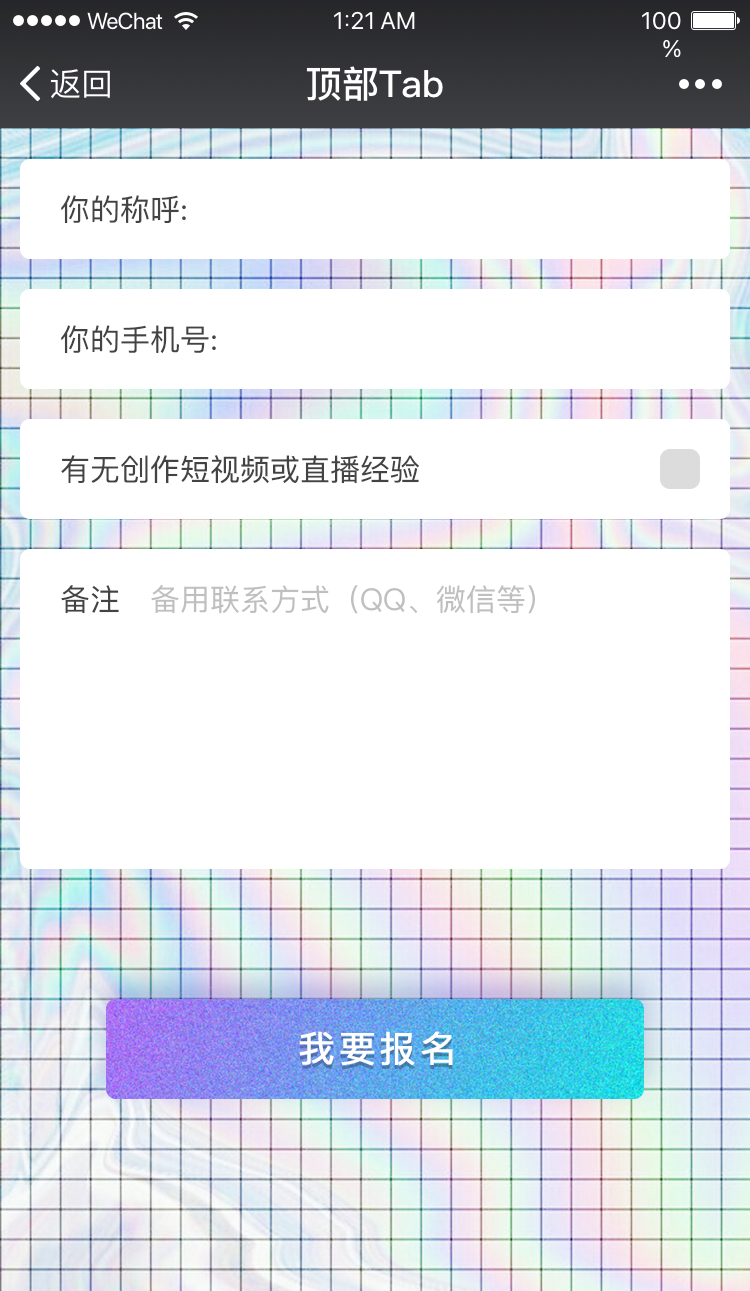 WeChat 1:21 AM 100
%
返回 顶部Tab
你的称呼:
你的手机号:
有无创作短视频或直播经验
备注 备用联系方式（QQ、微信等）
我要报名